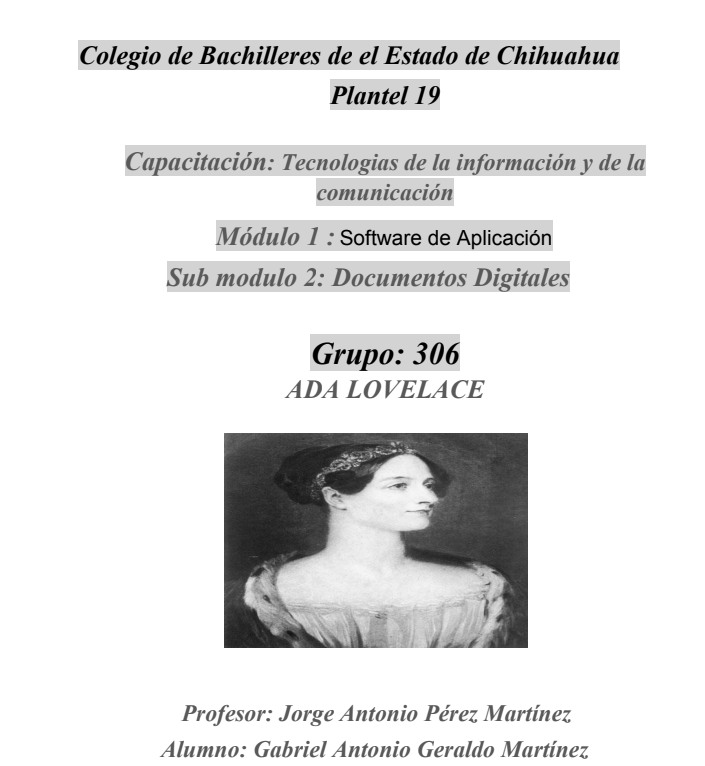 Colegio de Bachilleres de el Estado de Chihuahua
Plantel 19
Capacitación: Tecnologias de la información y de la
comunicación
Módulo 1 : Software de Aplicación
Sub modulo 2: Documentos Digitales
Grupo: 306
ADA LOVELACE
Profesor: Jorge Antonio Pérez Martínez
Alumno: Gabriel Antonio Geraldo Martínez